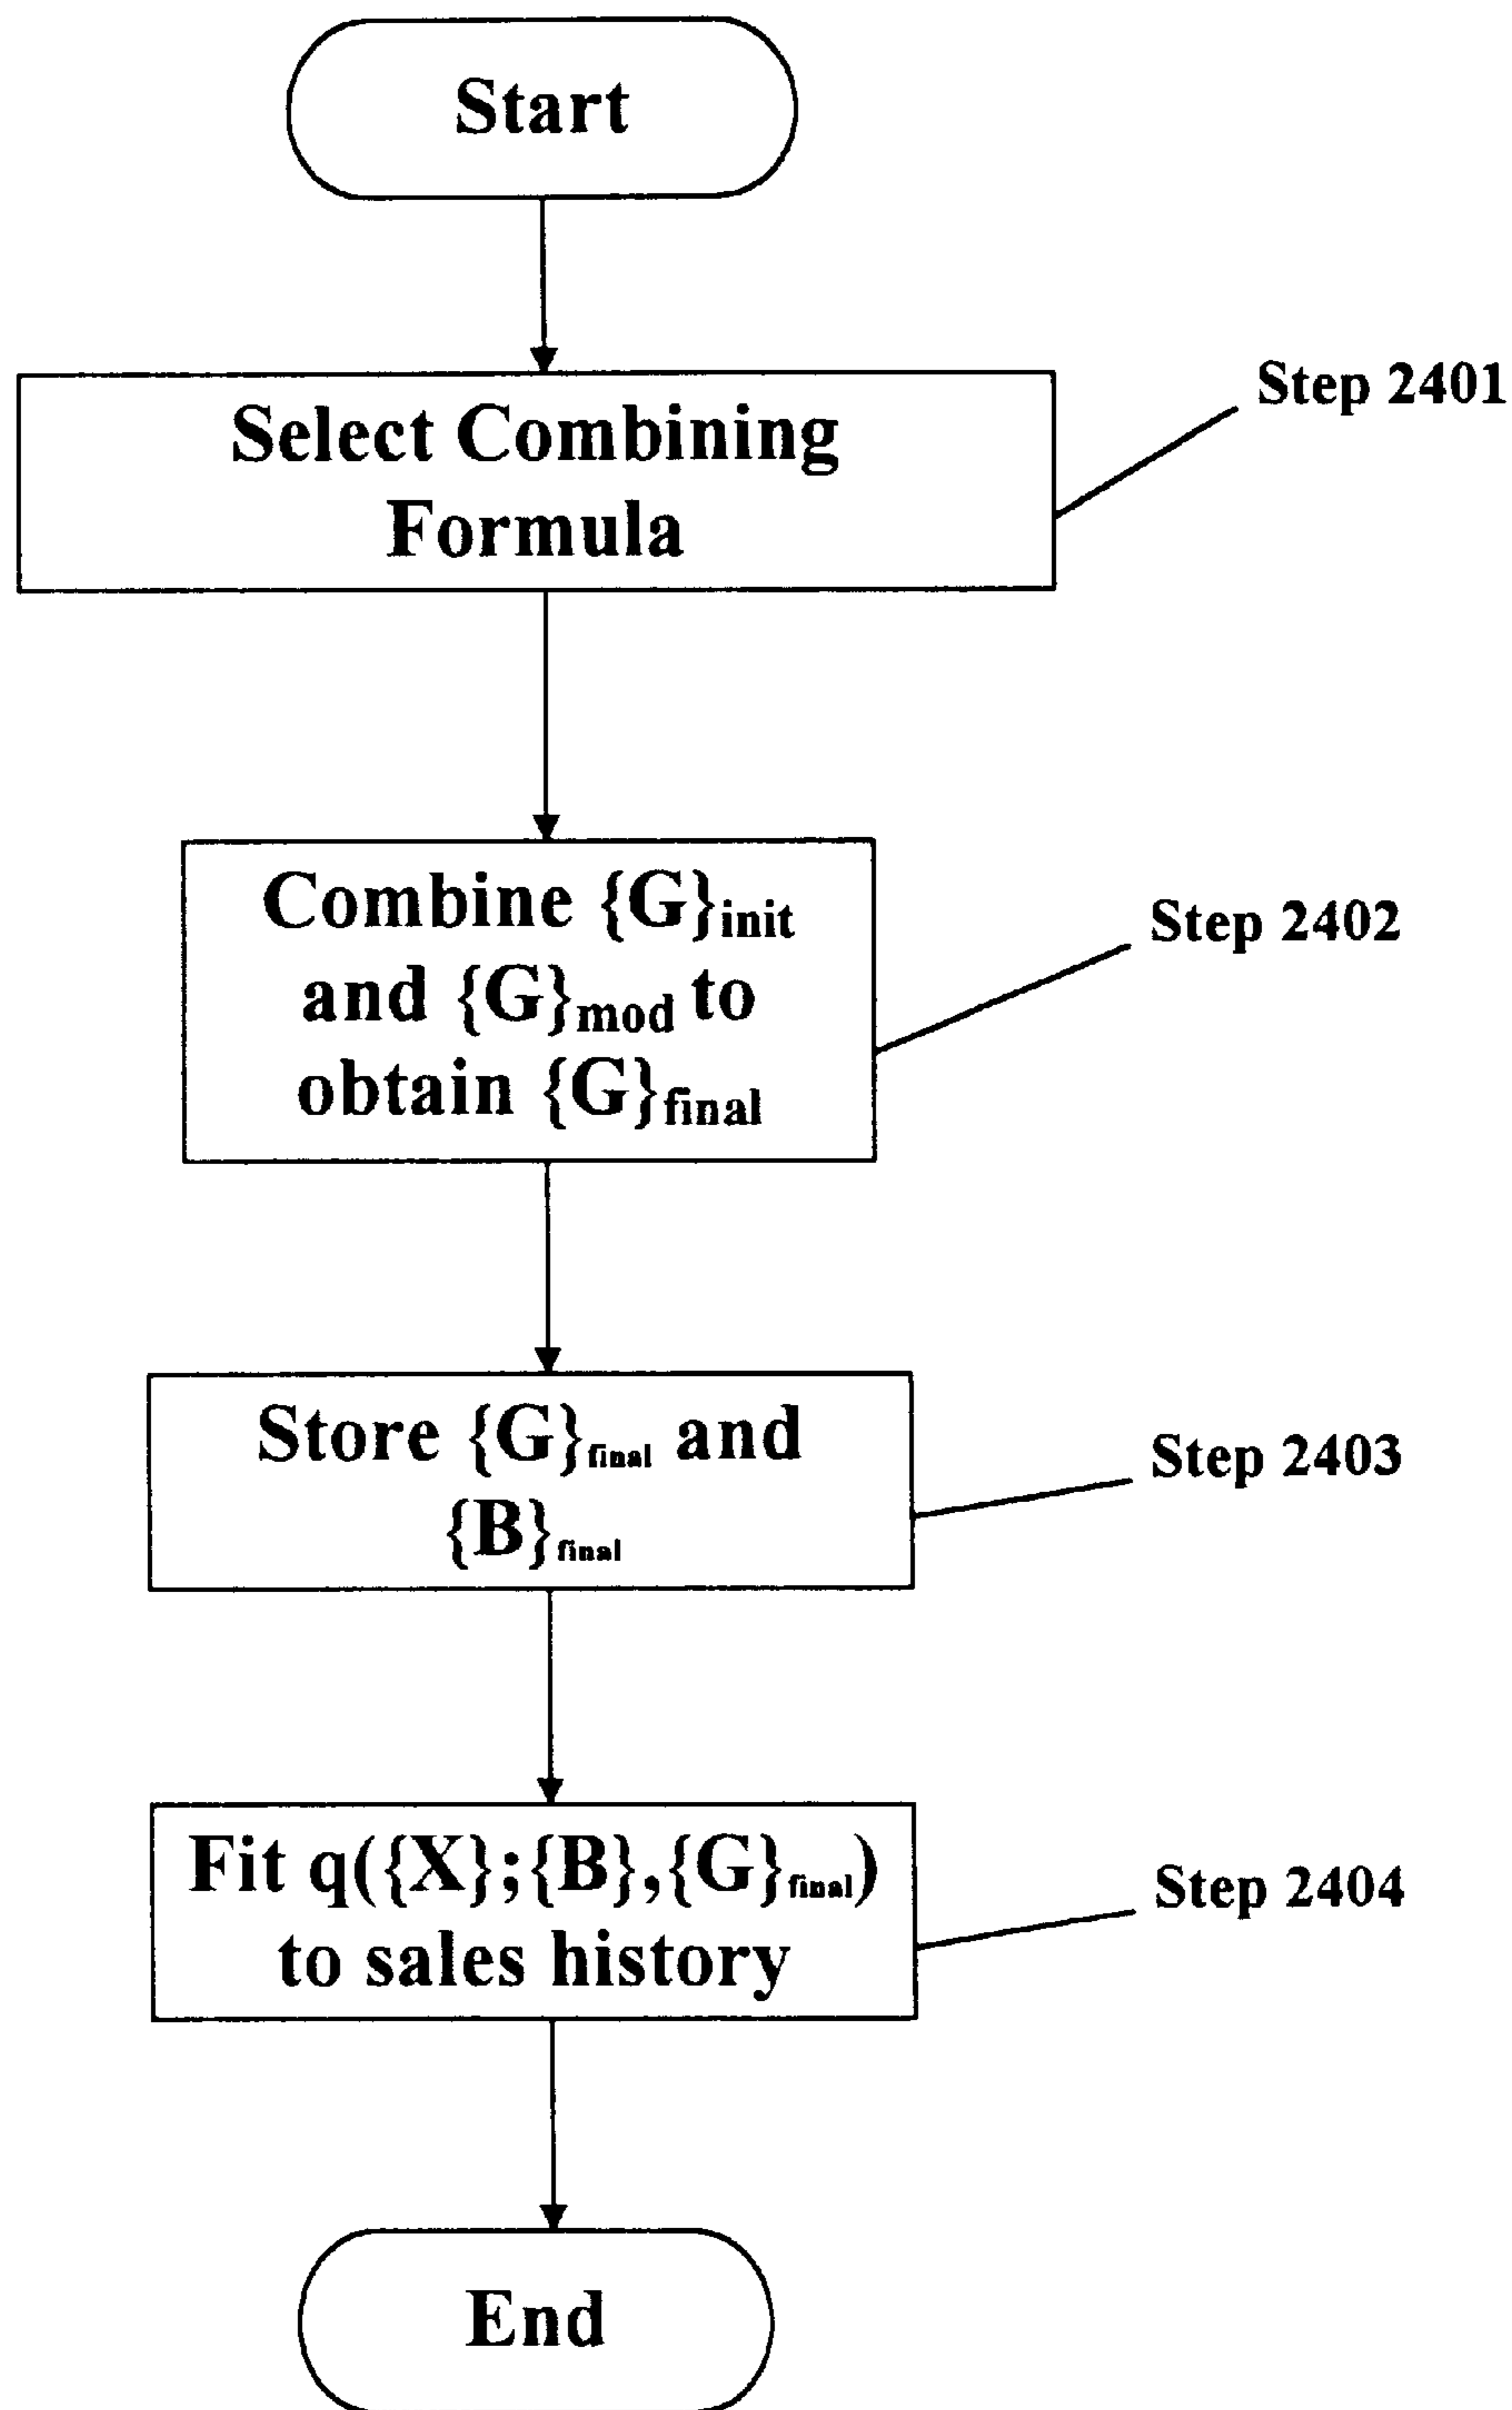 Start
Select Combining
Formula
Step 2401
Combine {G}init
and {G}mod to
obtain {G}final
Step 2402
Store {G}final and
{B}final
Step 2403
Fit q({X};{B},{G}final)
to sales history
Step 2404
End